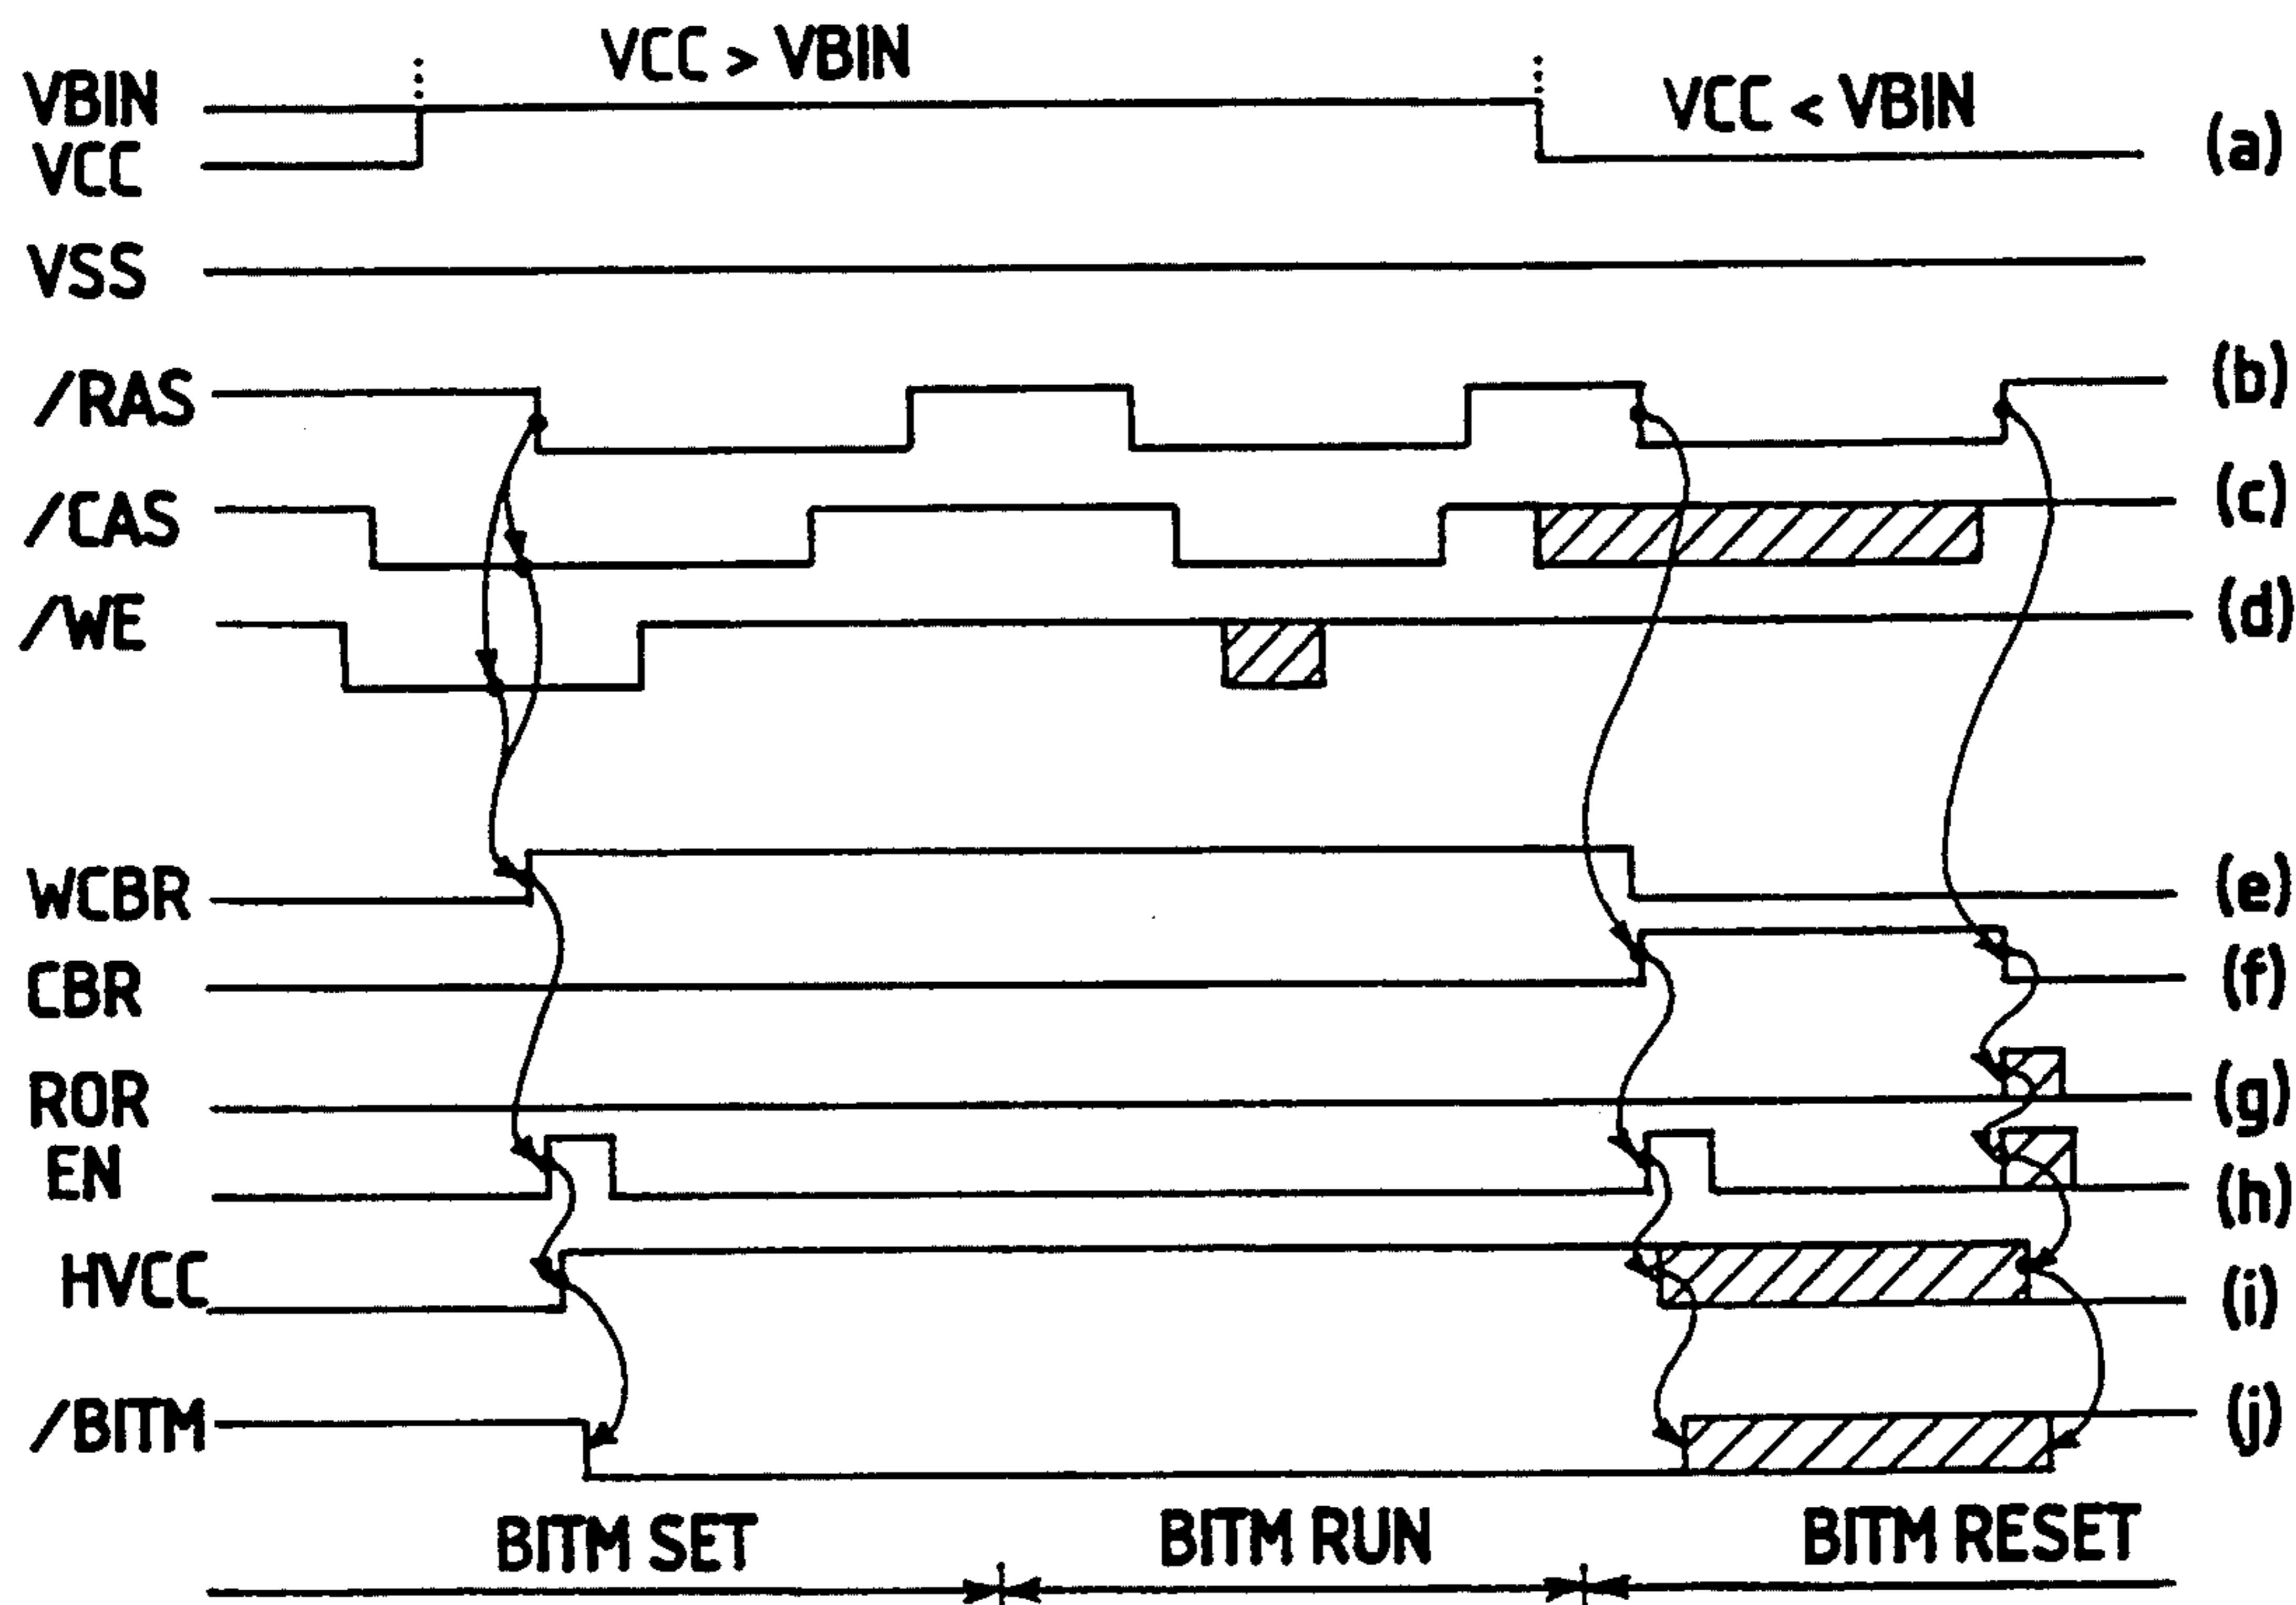 VCC > VBIN
VBIN
VCC < VBIN
VCC
(a)
VSS
/RAS
(b)
/CAS
(c)
/WE
(d)
WCBR
(e)
CBR
(f)
ROR
(g)
EN
(h)
HVCC
(i)
/BITM
(j)
BITM SET
BITM RUN
BITM RESET